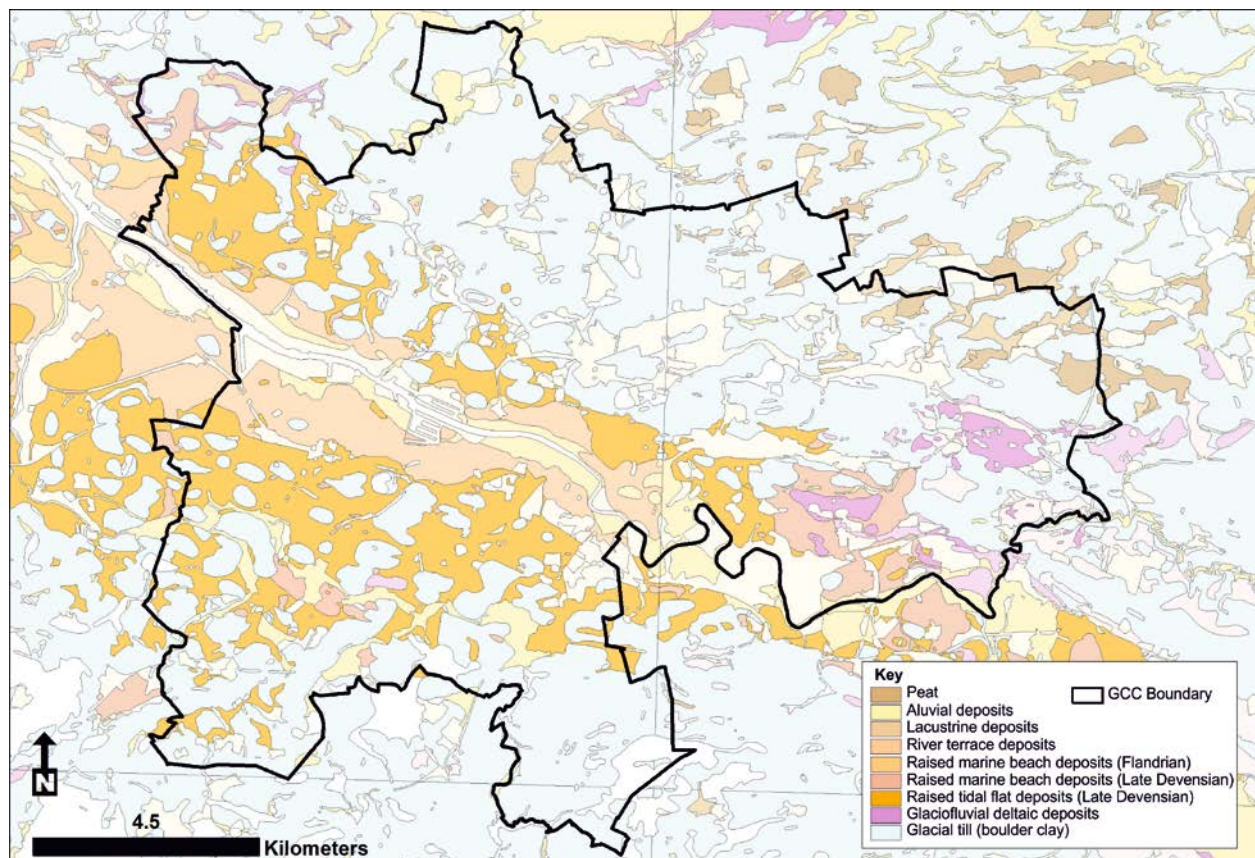 Key
Peat
GCC Boundary
Aluvial deposits
Lacustrine deposits
River terrace deposits
Raised marine beach deposits (Flandrian)
Raised marine beach deposits (Late Devensian)
Raised tidal flat deposits (Late Devensian)
Glaciofluvial deltaic deposits
Glacial till (boulder clay)
N
4.5
Kilometers